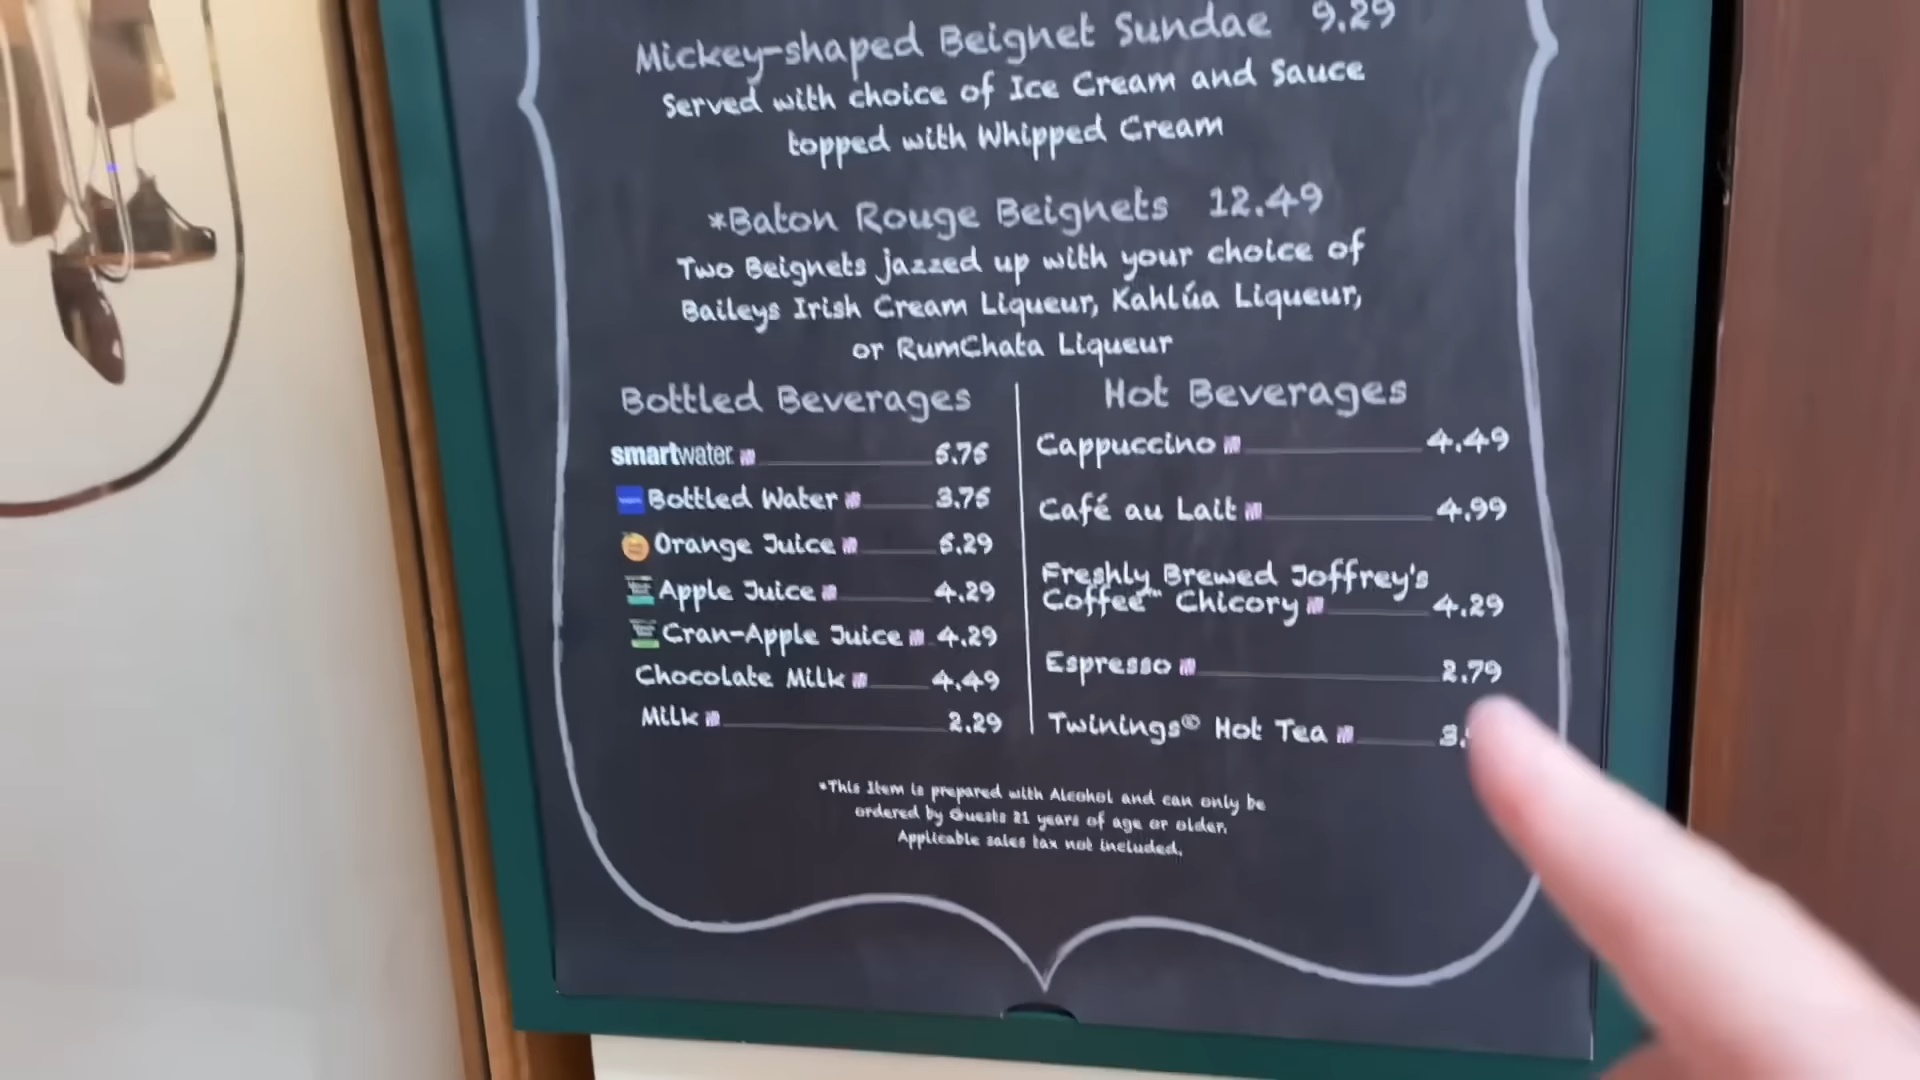 Mickey-shaped Beignet Sundae 9.29
Served with choice of Ice Cream and Sauce
topped with Whipped Cream
*Baton Rouge Beignets 12.49
Two Beignets jazzed up with your choice of
Baileys Irish Cream Liqueur, Kahlúa Liqueur,
or RumChata Liqueur
Bottled Beverages
smartwater 5.75
Bottled Water 3.75
Orange Juice 5.29
Apple Juice 4.29
Cran-Apple Juice 4.29
Chocolate Milk 4.49
Milk 2.29
Hot Beverages
Cappuccino 4.49
Café au Lait 4.99
Freshly Brewed Joffrey's
Coffee™ Chicory 4.29
Espresso 2.79
Twinings® Hot Tea 3.
*This Item is prepared with Alcohol and can only be
ordered by Guests 21 years of age or older.
Applicable sales tax not included.